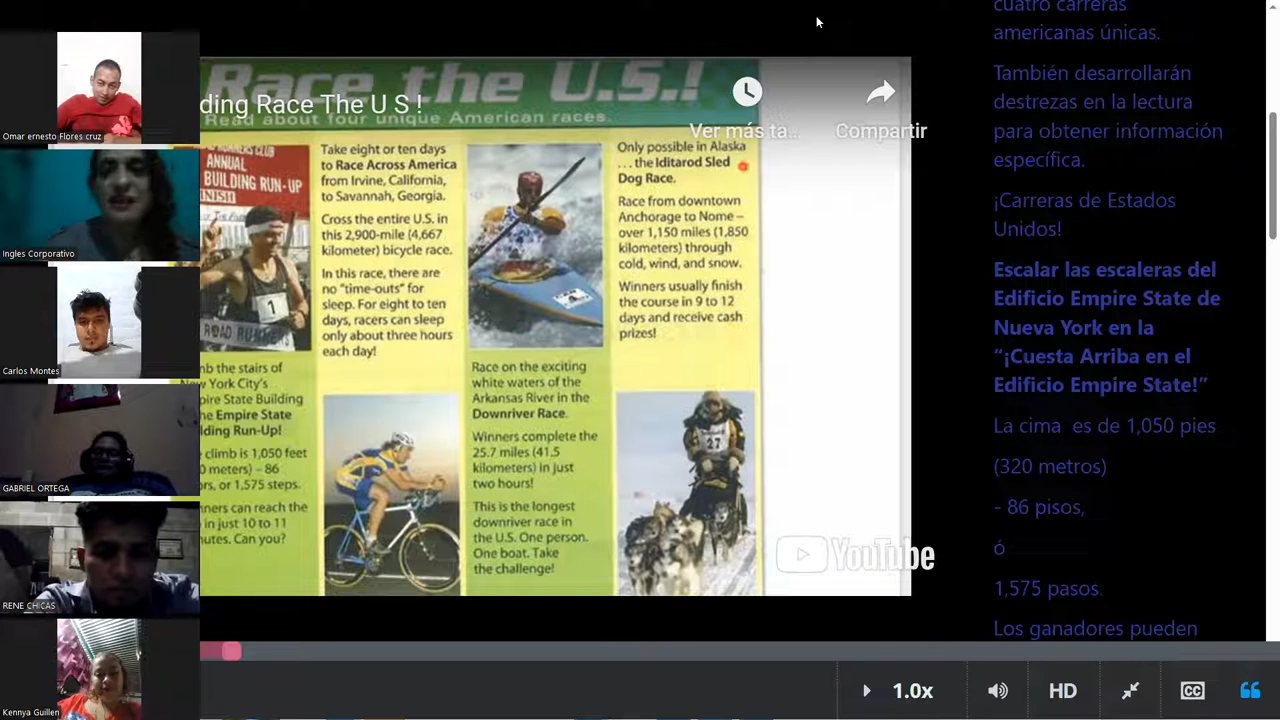 Omar ernesto Flores cruz
Ingles Corporativo
Carlos Montes
GABRIEL ORTEGA
RENE CHICAS
Kennya Guillen
Race the U.S.!
ding Race The U S !
Read about four unique American races.
Ver más ta...
Compartir
CLUB
ANNUAL
BUILDING RUN-UP
FINISH
1
ROAD RUNNERS
mb the stairs of
New York City's
pire State Building
he Empire State
lding Run-Up!
climb is 1,050 feet
0 meters) – 86
ors, or 1,575 steps.
nners can reach the
in just 10 to 11
nutes. Can you?
Take eight or ten days
to Race Across America
from Irvine, California,
to Savannah, Georgia.
Cross the entire U.S. in
this 2,900-mile (4,667
kilometer) bicycle race.
In this race, there are
no "time-outs" for
sleep. For eight to ten
days, racers can sleep
only about three hours
each day!
Race on the exciting
white waters of the
Arkansas River in the
Downriver Race.
Winners complete the
25.7 miles (41.5
kilometers) in just
two hours!
This is the longest
downriver race in
the U.S. One person.
One boat. Take
the challenge!
Only possible in Alaska
. . . the Iditarod Sled
Dog Race.
Race from downtown
Anchorage to Nome –
over 1,150 miles (1,850
kilometers) through
cold, wind, and snow.
Winners usually finish
the course in 9 to 12
days and receive cash
prizes!
27
YouTube
cuatro carreras
americanas únicas.
También desarrollarán
destrezas en la lectura
para obtener información
específica.
¡Carreras de Estados
Unidos!
Escalar las escaleras del
Edificio Empire State de
Nueva York en la
“¡Cuesta Arriba en el
Edificio Empire State!”
La cima es de 1,050 pies
(320 metros)
- 86 pisos,
ó
1,575 pasos.
Los ganadores pueden
1.0x
HD
CC